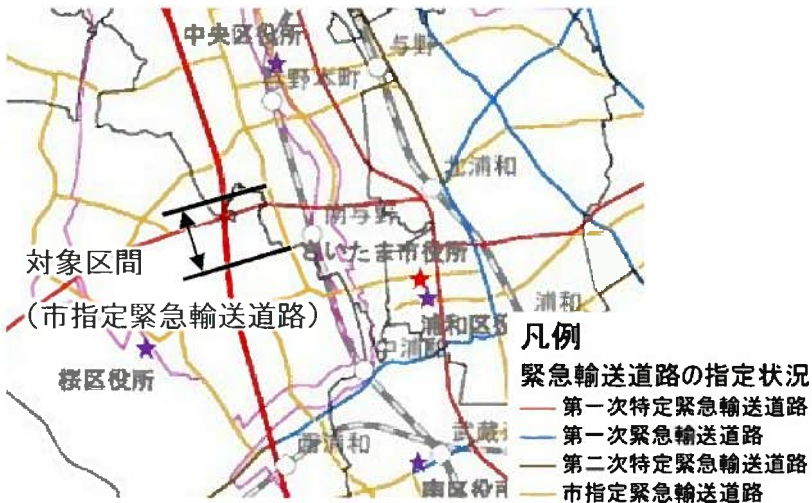 中央区役所
与野
与野本町
北浦和
南与野
さいたま市役所
対象区間
(市指定緊急輸送道路)
浦和
浦和区役
中浦和
桜区役所
西浦和
武蔵
南区役所
凡例
緊急輸送道路の指定状況
第一次特定緊急輸送道路
第一次緊急輸送道路
第二次特定緊急輸送道路
市指定緊急輸送道路